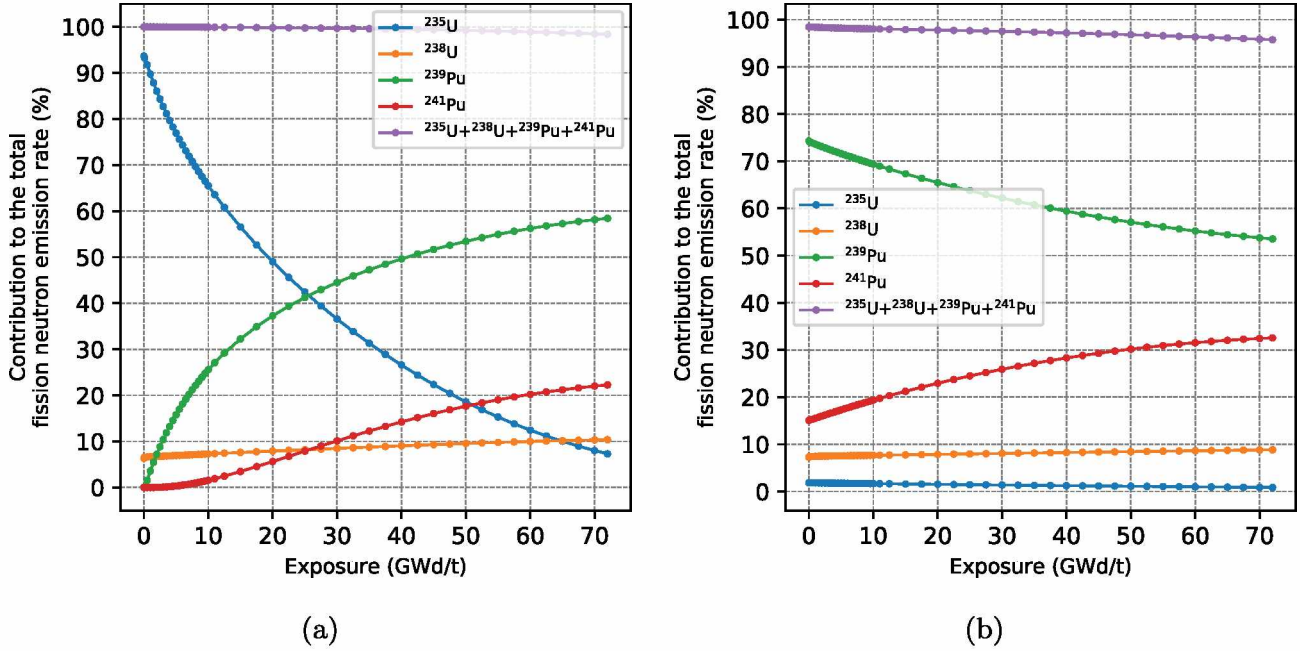 Contribution to the total
fission neutron emission rate (%)
100
90
80
70
60
50
40
30
20
10
0
²³⁵U
²³⁸U
²³⁹Pu
²⁴¹Pu
²³⁵U+²³⁸U+²³⁹Pu+²⁴¹Pu
0 10 20 30 40 50 60 70
Exposure (GWd/t)
(a)
Contribution to the total
fission neutron emission rate (%)
100
90
80
70
60
50
40
30
20
10
0
²³⁵U
²³⁸U
²³⁹Pu
²⁴¹Pu
²³⁵U+²³⁸U+²³⁹Pu+²⁴¹Pu
0 10 20 30 40 50 60 70
Exposure (GWd/t)
(b)